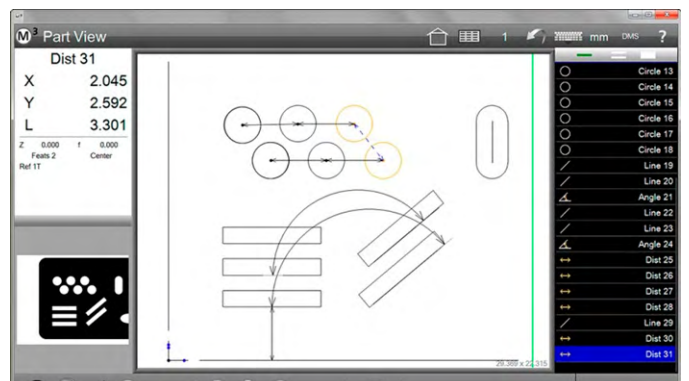 M3 Part View
1
mm
DMS
?
Dist 31
X 2.045
Y 2.592
L 3.301
Z 0.000 f 0.000
Feats 2 Center
Ref 1T
29.369 x 22.315
Circle 13
Circle 14
Circle 15
Circle 16
Circle 17
Circle 18
Line 19
Line 20
Angle 21
Line 22
Line 23
Angle 24
Dist 25
Dist 26
Dist 27
Dist 28
Line 29
Dist 30
Dist 31